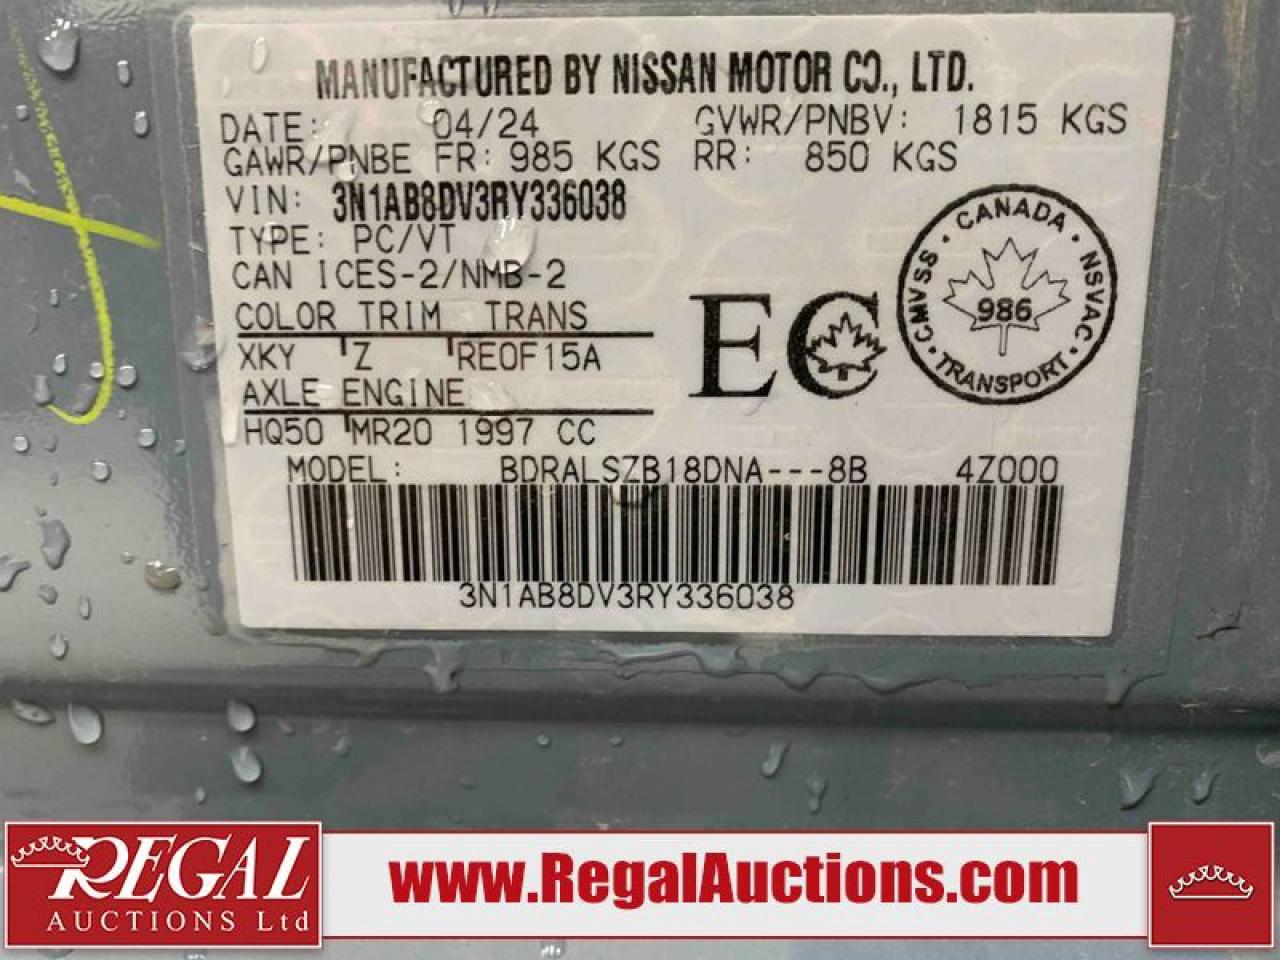 MANUFACTURED BY NISSAN MOTOR CO., LTD.
DATE: 04/24 GVWR/PNBV: 1815 KGS
GAWR/PNBE FR: 985 KGS RR: 850 KGS
VIN: 3N1AB8DV3RY336038
TYPE: PC/VT
CAN ICES-2/NMB-2
COLOR TRIM TRANS
XKY Z RE0F15A
AXLE ENGINE
HQ50 MR20 1997 CC
EC
CANADA · NSVAC · TRANSPORT · CMVSS ·
986
MODEL: BDRALSZB18DNA---8B 4Z000
3N1AB8DV3RY336038
REGAL
AUCTIONS Ltd
www.RegalAuctions.com